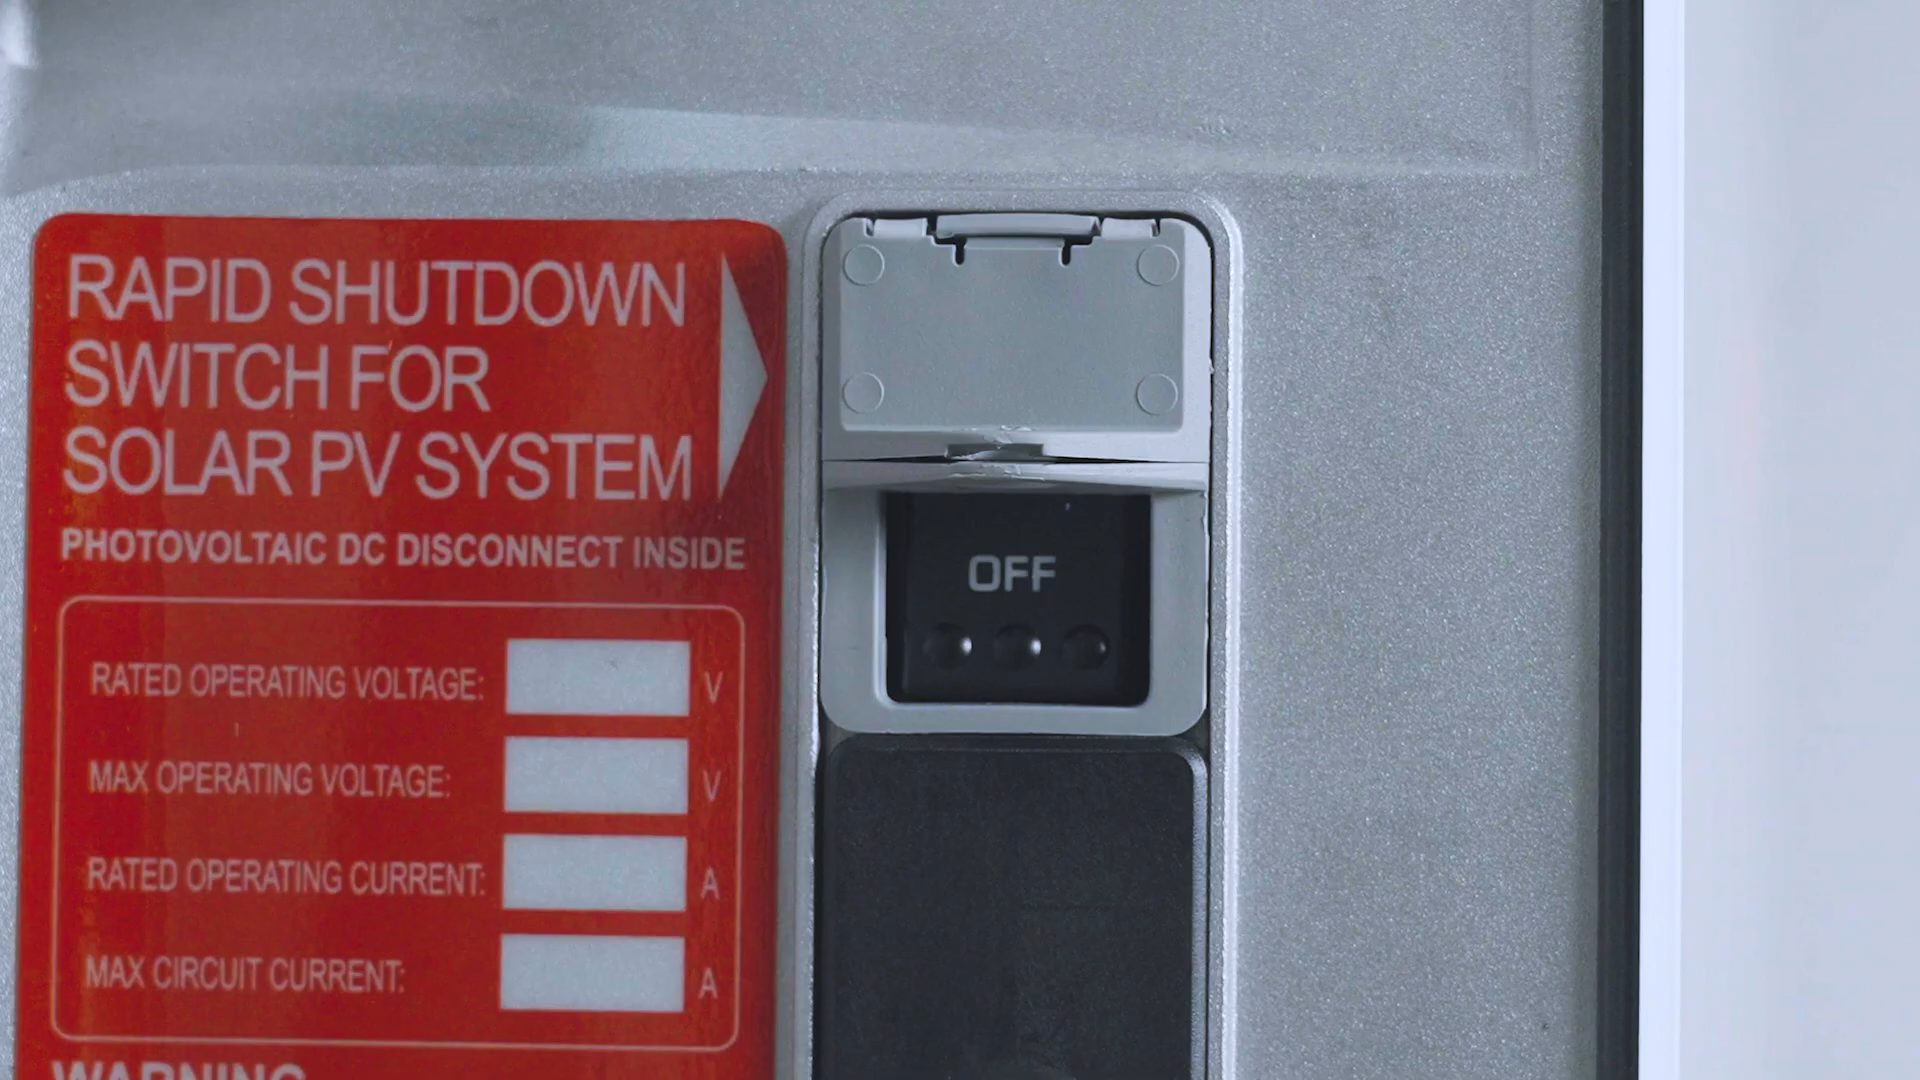 RAPID SHUTDOWN
SWITCH FOR
SOLAR PV SYSTEM
PHOTOVOLTAIC DC DISCONNECT INSIDE
RATED OPERATING VOLTAGE: V
MAX OPERATING VOLTAGE: V
RATED OPERATING CURRENT: A
MAX CIRCUIT CURRENT: A
WARNING
OFF